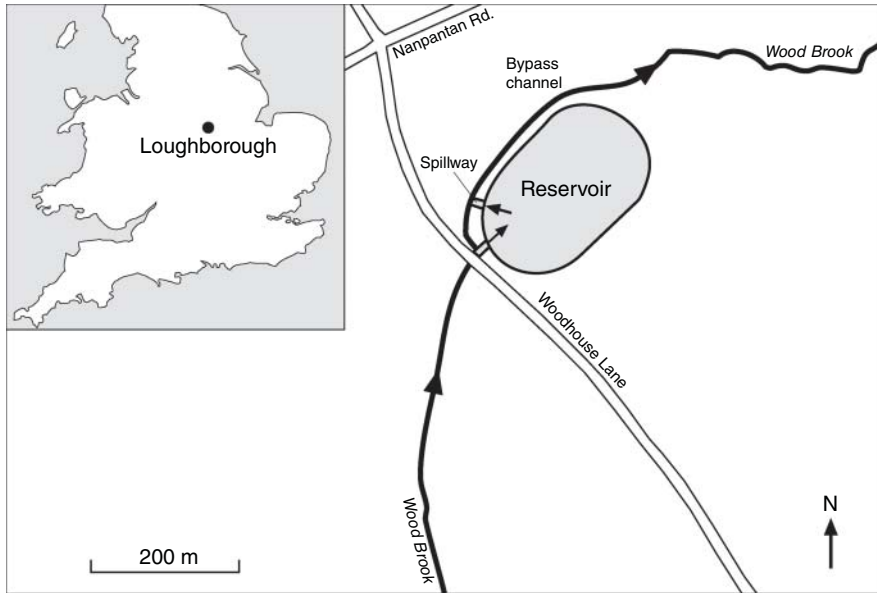 Loughborough
Nanpantan Rd.
Wood Brook
Bypass
channel
Spillway
Reservoir
Woodhouse Lane
Wood Brook
200 m
N